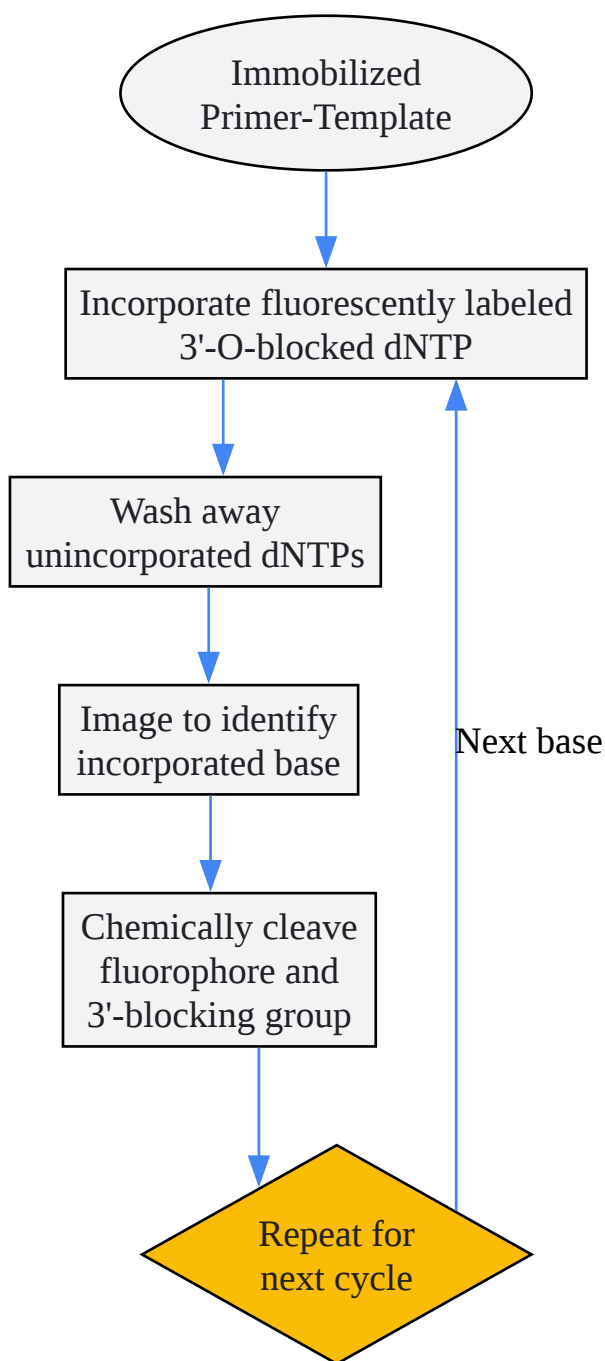 Immobilized
Primer-Template
Incorporate fluorescently labeled
3'-O-blocked dNTP
Wash away
unincorporated dNTPs
Image to identify
incorporated base
Next base
Chemically cleave
fluorophore and
3'-blocking group
Repeat for
next cycle